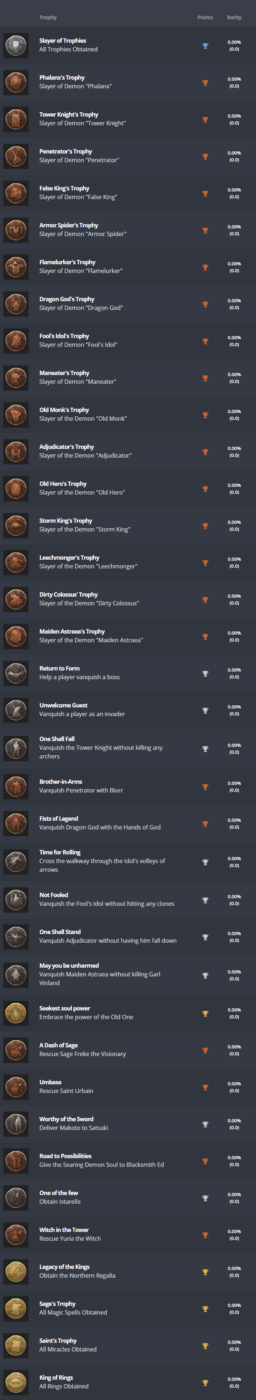 Trophy Points Rarity
Slayer of Trophies
All Trophies Obtained
0.00%
(0.0)
Phalanx's Trophy
Slayer of Demon "Phalanx"
0.00%
(0.0)
Tower Knight's Trophy
Slayer of Demon "Tower Knight"
0.00%
(0.0)
Penetrator's Trophy
Slayer of Demon "Penetrator"
0.00%
(0.0)
False King's Trophy
Slayer of Demon "False King"
0.00%
(0.0)
Armor Spider's Trophy
Slayer of Demon "Armor Spider"
0.00%
(0.0)
Flamelurker's Trophy
Slayer of Demon "Flamelurker"
0.00%
(0.0)
Dragon God's Trophy
Slayer of Demon "Dragon God"
0.00%
(0.0)
Fool's Idol's Trophy
Slayer of Demon "Fool's Idol"
0.00%
(0.0)
Maneater's Trophy
Slayer of Demon "Maneater"
0.00%
(0.0)
Old Monk's Trophy
Slayer of the Demon "Old Monk"
0.00%
(0.0)
Adjudicator's Trophy
Slayer of the Demon "Adjudicator"
0.00%
(0.0)
Old Hero's Trophy
Slayer of the Demon "Old Hero"
0.00%
(0.0)
Storm King's Trophy
Slayer of the Demon "Storm King"
0.00%
(0.0)
Leechmonger's Trophy
Slayer of the Demon "Leechmonger"
0.00%
(0.0)
Dirty Colossus' Trophy
Slayer of the Demon "Dirty Colossus"
0.00%
(0.0)
Maiden Astraea's Trophy
Slayer of the Demon "Maiden Astraea"
0.00%
(0.0)
Return to Form
Help a player vanquish a boss
0.00%
(0.0)
Unwelcome Guest
Vanquish a player as an invader
0.00%
(0.0)
One Shall Fall
Vanquish the Tower Knight without killing any
archers
0.00%
(0.0)
Brother-in-Arms
Vanquish Penetrator with Biorr
0.00%
(0.0)
Fists of Legend
Vanquish Dragon God with the Hands of God
0.00%
(0.0)
Time for Rolling
Cross the walkway through the Idol's volleys of
arrows
0.00%
(0.0)
Not Fooled
Vanquish the Fool's Idol without hitting any clones
0.00%
(0.0)
One Shall Stand
Vanquish Adjudicator without having him fall down
0.00%
(0.0)
May you be unharmed
Vanquish Maiden Astraea without killing Garl
Vinland
0.00%
(0.0)
Seekest soul power
Embrace the power of the Old One
0.00%
(0.0)
A Dash of Sage
Rescue Sage Freke the Visionary
0.00%
(0.0)
Umbasa
Rescue Saint Urbain
0.00%
(0.0)
Worthy of the Sword
Deliver Makoto to Satsuki
0.00%
(0.0)
Road to Possibilities
Give the Searing Demon Soul to Blacksmith Ed
0.00%
(0.0)
One of the few
Obtain Istarelle
0.00%
(0.0)
Witch in the Tower
Rescue Yuria the Witch
0.00%
(0.0)
Legacy of the Kings
Obtain the Northern Regalia
0.00%
(0.0)
Sage's Trophy
All Magic Spells Obtained
0.00%
(0.0)
Saint's Trophy
All Miracles Obtained
0.00%
(0.0)
King of Rings
All Rings Obtained
0.00%
(0.0)